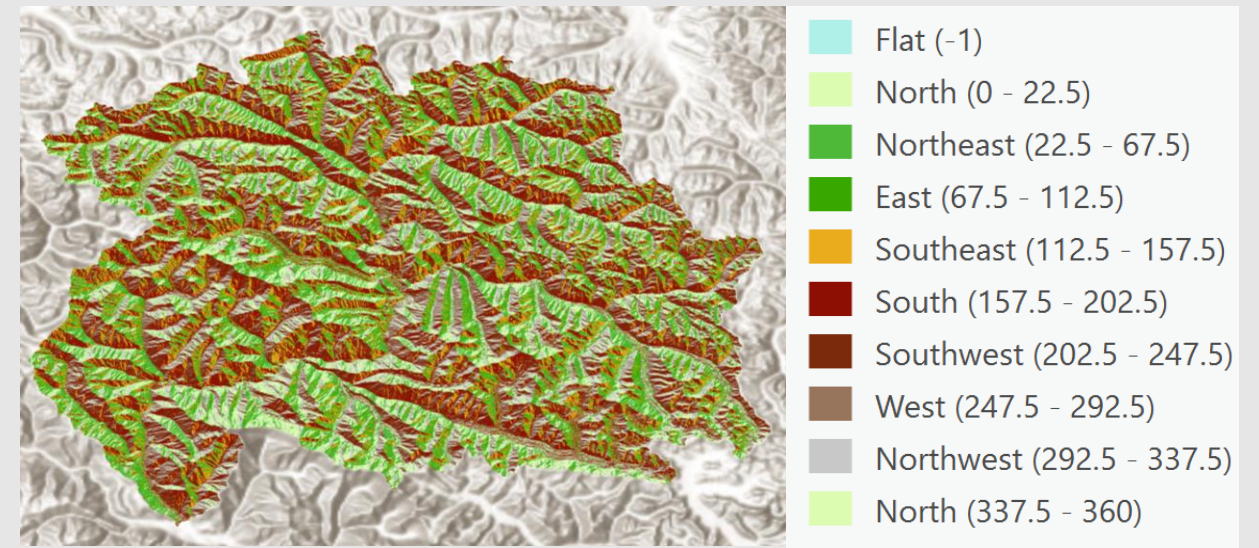 Flat (-1)
North (0 - 22.5)
Northeast (22.5 - 67.5)
East (67.5 - 112.5)
Southeast (112.5 - 157.5)
South (157.5 - 202.5)
Southwest (202.5 - 247.5)
West (247.5 - 292.5)
Northwest (292.5 - 337.5)
North (337.5 - 360)